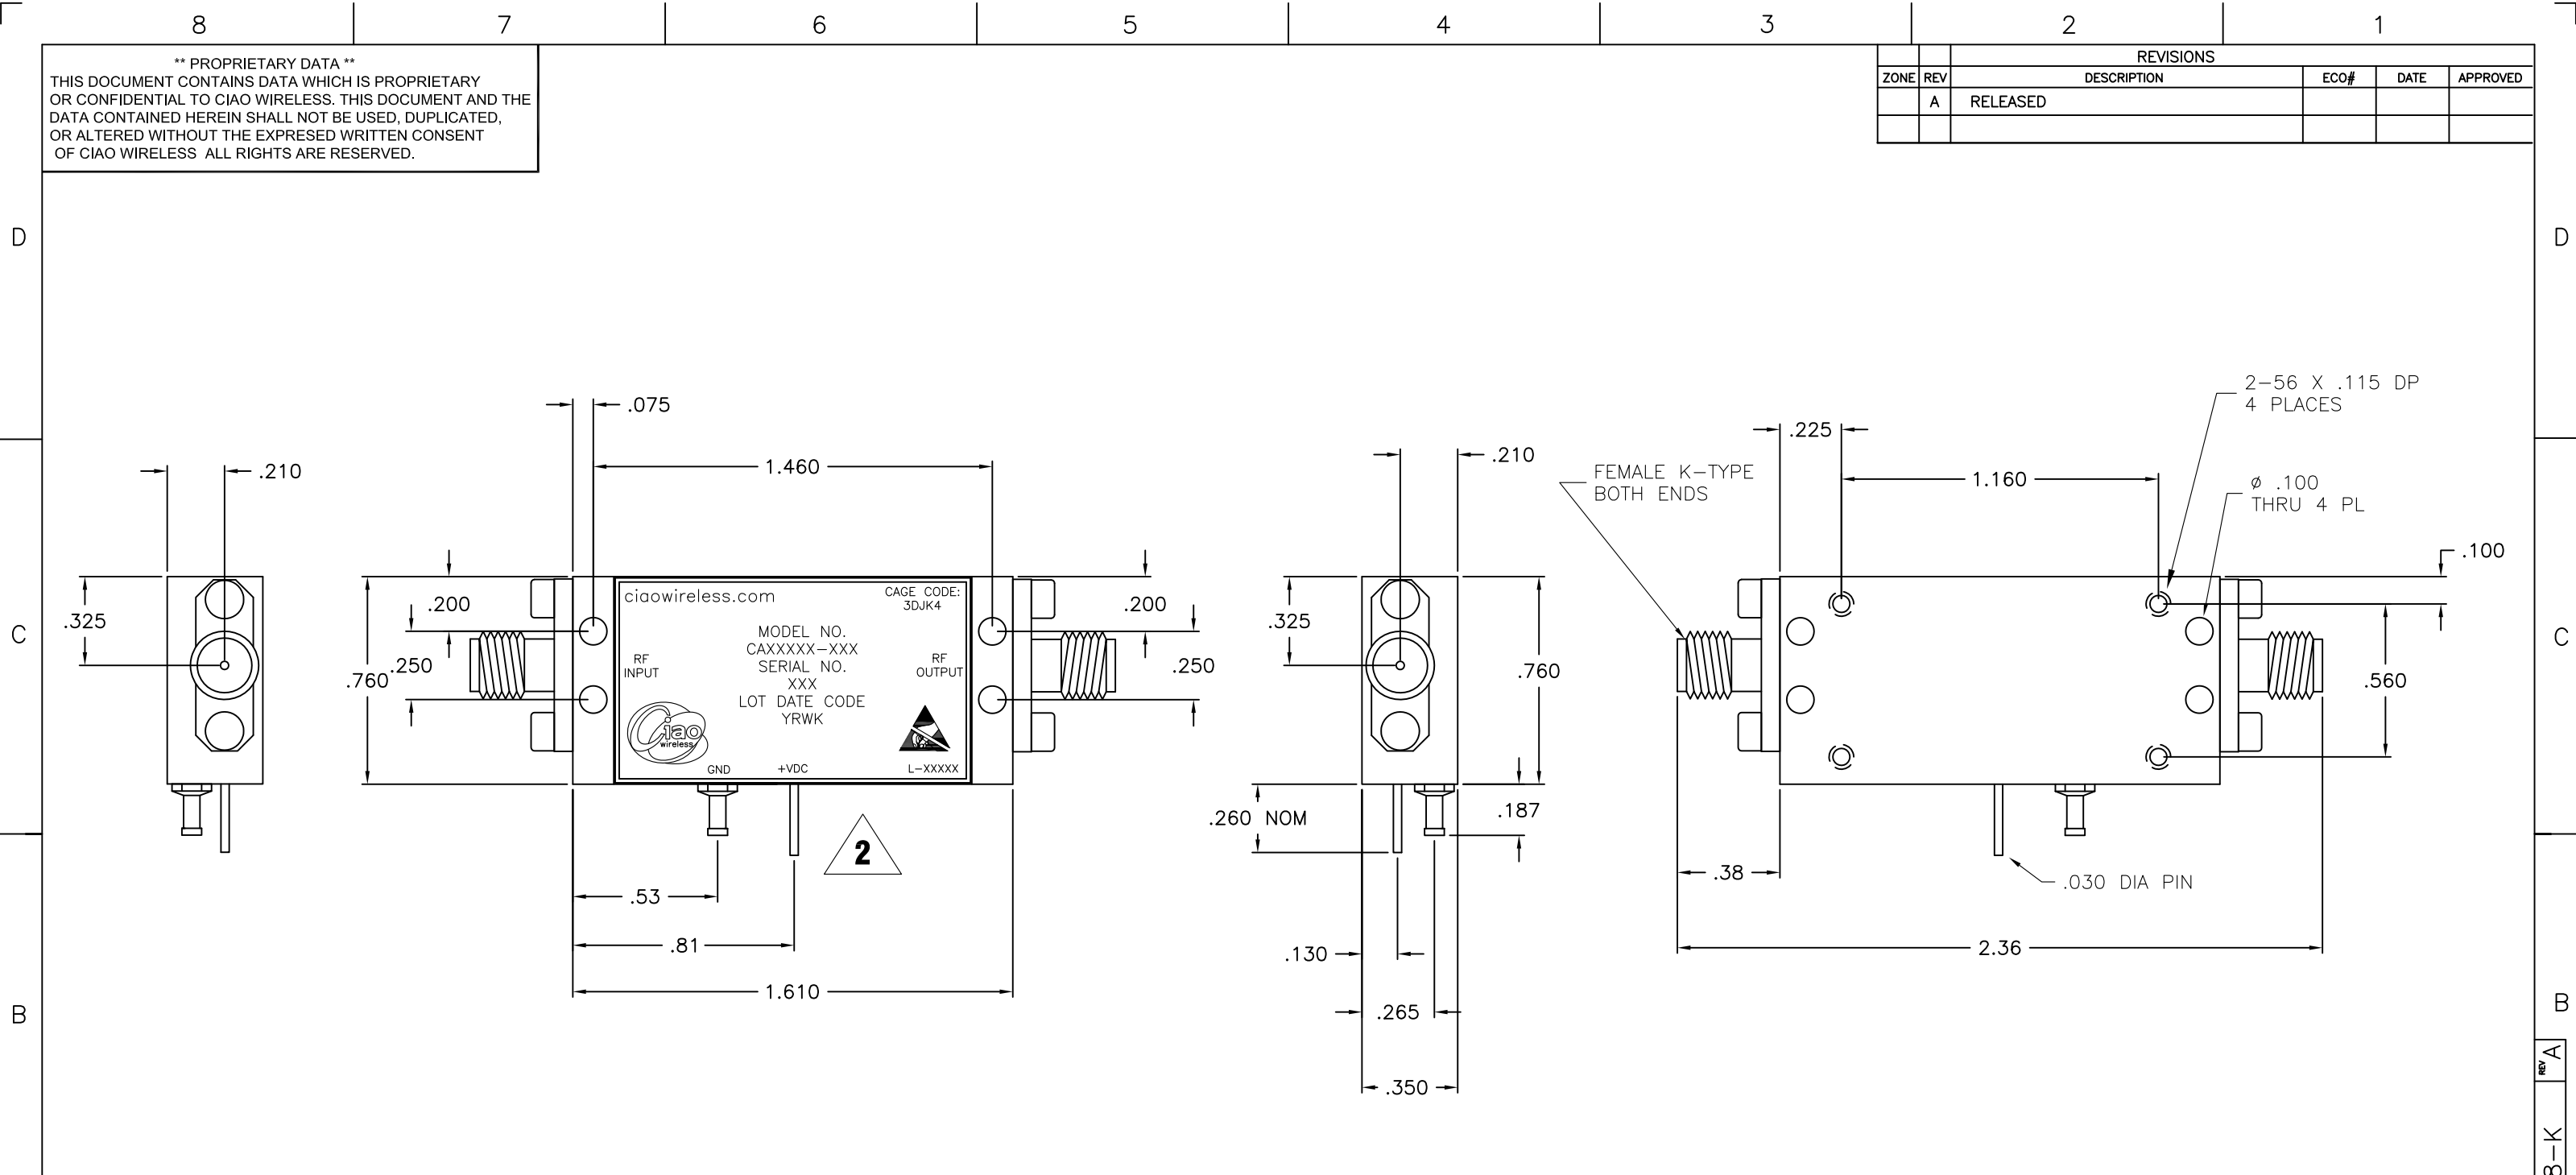 8 7 6 5 4 3 2 1
** PROPRIETARY DATA **
THIS DOCUMENT CONTAINS DATA WHICH IS PROPRIETARY
OR CONFIDENTIAL TO CIAO WIRELESS. THIS DOCUMENT AND THE
DATA CONTAINED HEREIN SHALL NOT BE USED, DUPLICATED,
OR ALTERED WITHOUT THE EXPRESED WRITTEN CONSENT
OF CIAO WIRELESS ALL RIGHTS ARE RESERVED.
REVISIONS
ZONE REV DESCRIPTION ECO# DATE APPROVED
A RELEASED
D
D
C
C
B
B
.210
.325
.075
1.460
.200
.250
.760
.200
.250
ciaowireless.com
CAGE CODE:
3DJK4
MODEL NO.
CAXXXXX-XXX
SERIAL NO.
XXX
LOT DATE CODE
YRWK
RF
INPUT
RF
OUTPUT
Ciao
wireless
GND
+VDC
L-XXXXX
2
.53
.81
1.610
.210
.325
.760
.260 NOM
.187
.130
.265
.350
FEMALE K-TYPE
BOTH ENDS
.225
1.160
2-56 X .115 DP
4 PLACES
ø .100
THRU 4 PL
.100
.560
.38
.030 DIA PIN
2.36
REV A
8-K